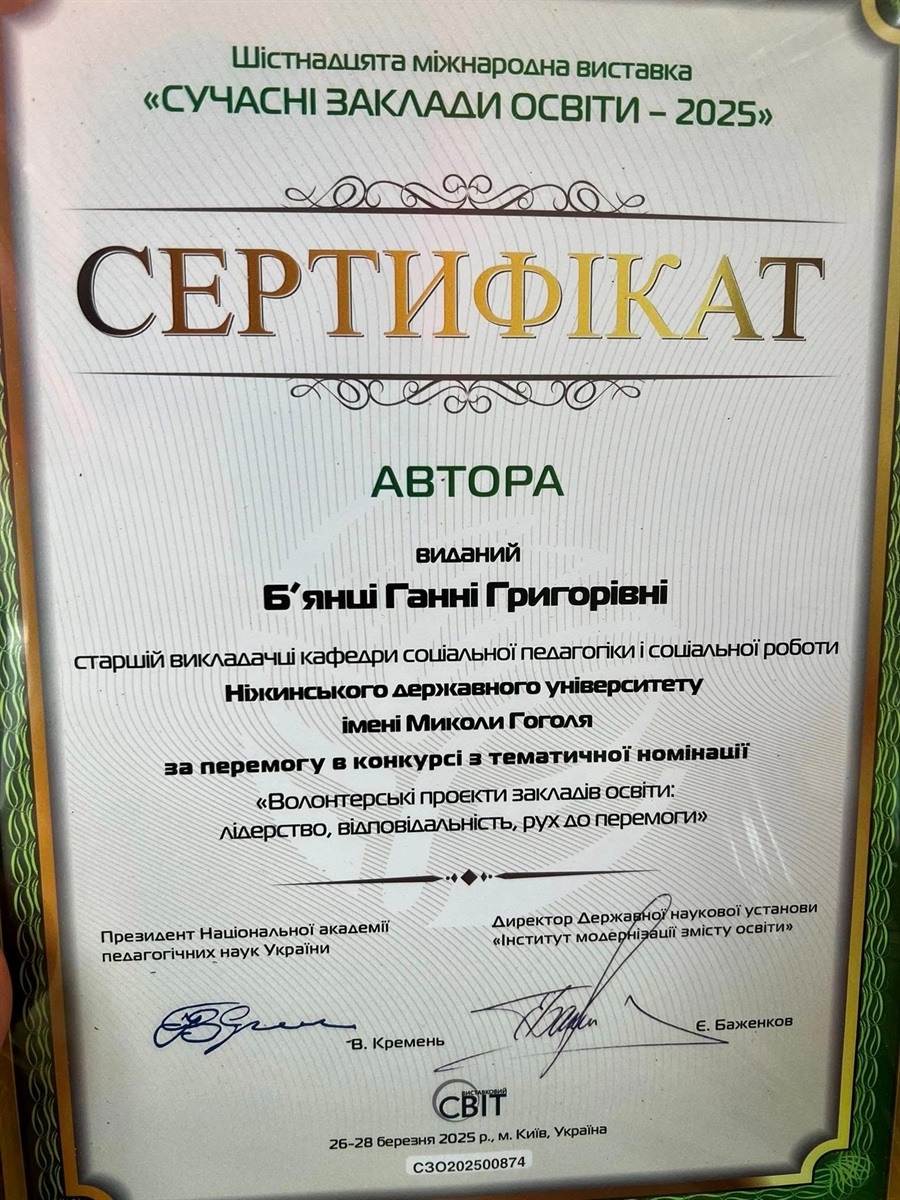 Шістнадцята міжнародна виставка
«СУЧАСНІ ЗАКЛАДИ ОСВІТИ – 2025»
СЕРТИФІКАТ
АВТОРА
виданий
Б'янці Ганні Григорівні
старшій викладачці кафедри соціальної педагогіки і соціальної роботи
Ніжинського державного університету
імені Миколи Гоголя
за перемогу в конкурсі з тематичної номінації
«Волонтерські проєкти закладів освіти:
лідерство, відповідальність, рух до перемоги»
Президент Національної академії
педагогічних наук України
В. Кремень
Директор Державної наукової установи
«Інститут модернізації змісту освіти»
Є. Баженков
ВИСТАВКОВИЙ
СВІТ
26-28 березня 2025 р., м. Київ, Україна
СЗО202500874